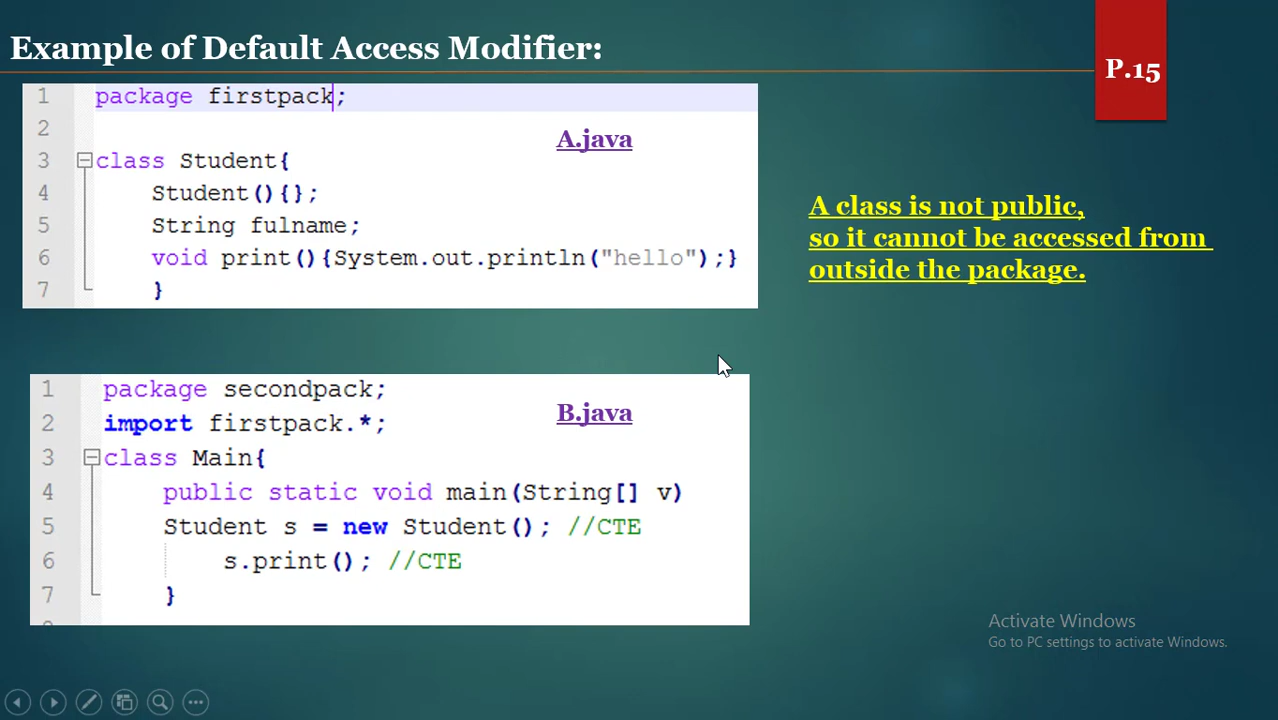 Example of Default Access Modifier:
P.15
1 package firstpack;
2
A.java
3 class Student{
4 Student(){};
5 String fulname;
6 void print(){System.out.println("hello");}
7 }
A class is not public,
so it cannot be accessed from
outside the package.
1 package secondpack;
B.java
2 import firstpack.*;
3 class Main{
4 public static void main(String[] v)
5 Student s = new Student(); //CTE
6 s.print(); //CTE
7 }
Activate Windows
Go to PC settings to activate Windows.